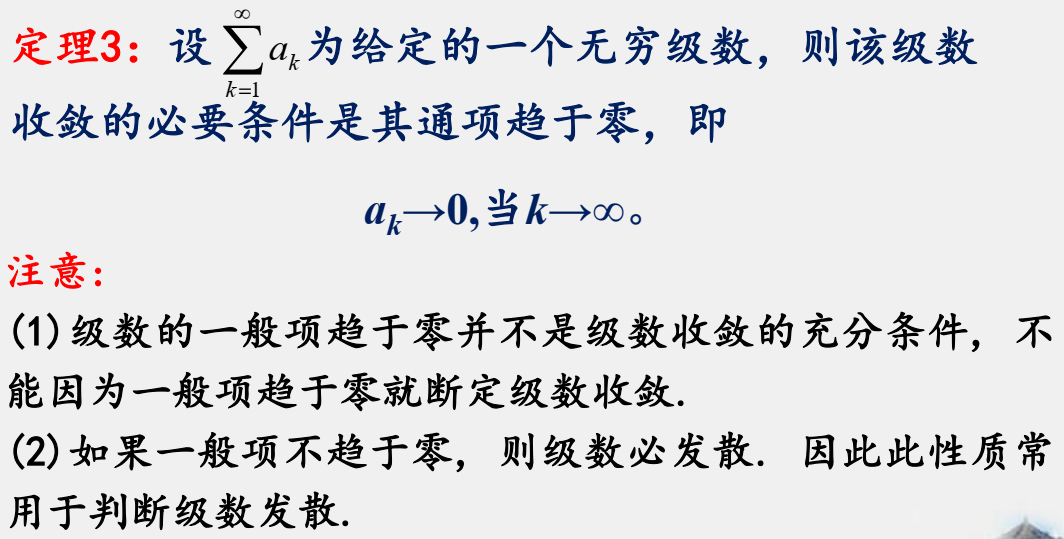 定理3：设 $\sum_{k=1}^{\infty} a_k$ 为给定的一个无穷级数，则该级数
收敛的必要条件是其通项趋于零，即
$a_k$→0,当k→∞。
注意：
(1)级数的一般项趋于零并不是级数收敛的充分条件，不
能因为一般项趋于零就断定级数收敛.
(2)如果一般项不趋于零，则级数必发散. 因此此性质常
用于判断级数发散.